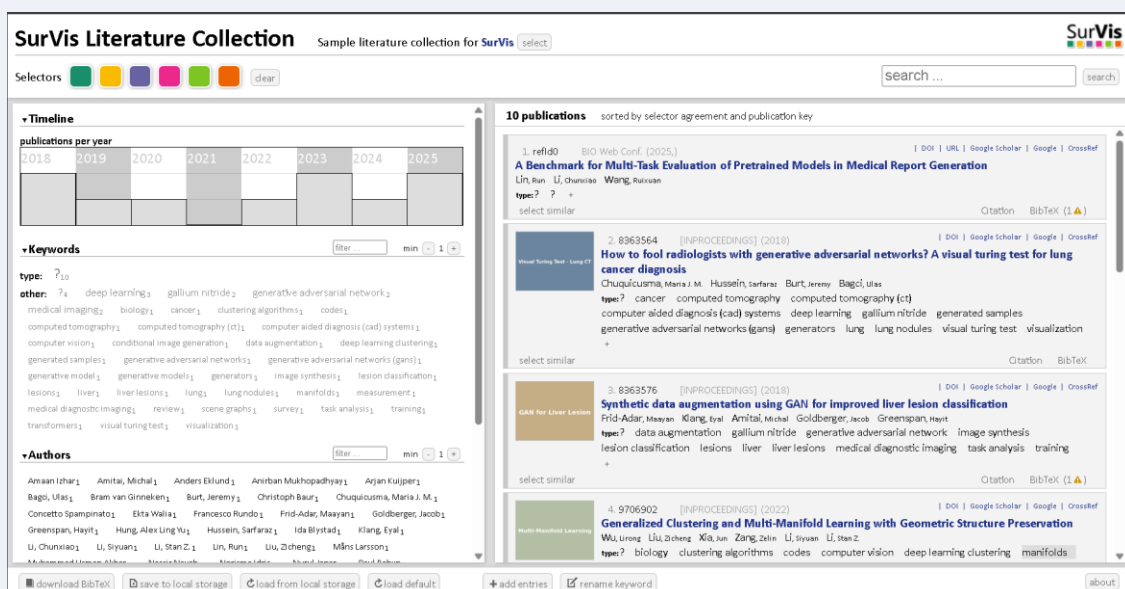 SurVis Literature Collection Sample literature collection for SurVis select
SurVis
Selectors clear search ... search
▾Timeline
publications per year
2018 2019 2020 2021 2022 2023 2024 2025
▾Keywords filter ... min - 1 +
type: ?10
other: ?4 deep learning3 gallium nitride2 generative adversarial network2
medical imaging2 biology1 cancer1 clustering algorithms1 codes1
computed tomography1 computed tomography (ct)1 computer aided diagnosis (cad) systems1
computer vision1 conditional image generation1 data augmentation1 deep learning clustering1
generated samples1 generative adversarial networks1 generative adversarial networks (gans)1
generative model1 generative models1 generators1 image synthesis1 lesion classification1
lesions1 liver1 liver lesions1 lung1 lung nodules1 manifolds1 measurement1
medical diagnostic imaging1 review1 scene graphs1 survey1 task analysis1 training1
transformers1 visual turing test1 visualization1
▾Authors filter ... min - 1 +
Amaan Izhar1 Amitai, Michal1 Anders Eklund1 Anirban Mukhopadhyay1 Arjan Kuijper1
Bagci, Ulas1 Bram van Ginneken1 Burt, Jeremy1 Christoph Baur1 Chuquicusma, Maria J. M.1
Concetto Spampinato1 Ekta Walia1 Francesco Rundo1 Frid-Adar, Maayan1 Goldberger, Jacob1
Greenspan, Hayit1 Hung, Alex Ling Yu1 Hussein, Sarfaraz1 Ida Blystad1 Klang, Eyal1
Li, Chunxiao1 Li, Siyuan1 Li, Stan Z.1 Lin, Run1 Liu, Zicheng1 Måns Larsson1
10 publications sorted by selector agreement and publication key
1. refId0 BIO Web Conf. (2025,) | DOI | URL | Google Scholar | Google | CrossRef
A Benchmark for Multi-Task Evaluation of Pretrained Models in Medical Report Generation
Lin, Run Li, Chunxiao Wang, Ruixuan
type:? ? +
select similar Citation BibTeX (1⚠)
Visual Turing Test - Lung CT
2. 8363564 [INPROCEEDINGS] (2018) | DOI | Google Scholar | Google | CrossRef
How to fool radiologists with generative adversarial networks? A visual turing test for lung
cancer diagnosis
Chuquicusma, Maria J. M. Hussein, Sarfaraz Burt, Jeremy Bagci, Ulas
type:? cancer computed tomography computed tomography (ct)
computer aided diagnosis (cad) systems deep learning gallium nitride generated samples
generative adversarial networks (gans) generators lung lung nodules visual turing test visualization
+
select similar Citation BibTeX
GAN for Liver Lesion
3. 8363576 [INPROCEEDINGS] (2018) | DOI | Google Scholar | Google | CrossRef
Synthetic data augmentation using GAN for improved liver lesion classification
Frid-Adar, Maayan Klang, Eyal Amitai, Michal Goldberger, Jacob Greenspan, Hayit
type:? data augmentation gallium nitride generative adversarial network image synthesis
lesion classification lesions liver liver lesions medical diagnostic imaging task analysis training
+
select similar Citation BibTeX (1⚠)
Multi-Manifold Learning
4. 9706902 [INPROCEEDINGS] (2022) | DOI | Google Scholar | Google | CrossRef
Generalized Clustering and Multi-Manifold Learning with Geometric Structure Preservation
Wu, Lirong Liu, Zicheng Xia, Jun Zang, Zelin Li, Siyuan Li, Stan Z.
type:? biology clustering algorithms codes computer vision deep learning clustering manifolds
download BibTeX save to local storage load from local storage load default + add entries rename keyword about